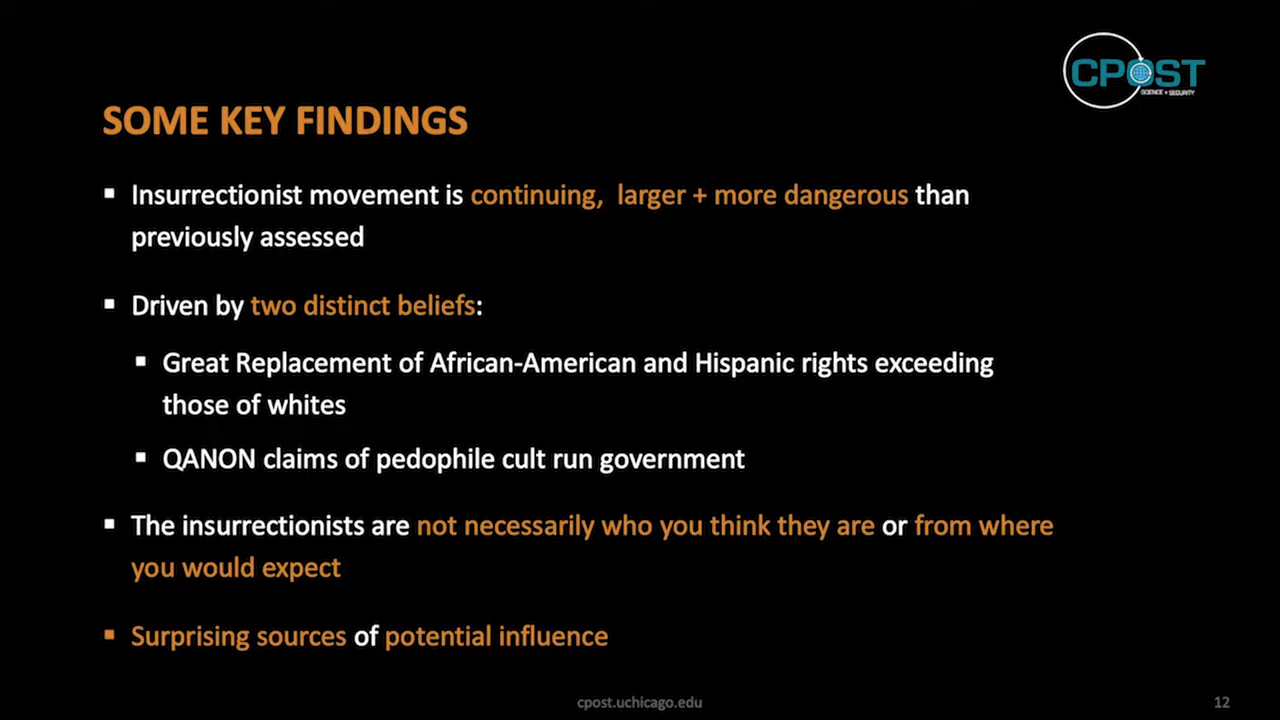 CPOST
SCIENCE + SECURITY
SOME KEY FINDINGS
▪ Insurrectionist movement is continuing, larger + more dangerous than
previously assessed
▪ Driven by two distinct beliefs:
▪ Great Replacement of African-American and Hispanic rights exceeding
those of whites
▪ QANON claims of pedophile cult run government
▪ The insurrectionists are not necessarily who you think they are or from where
you would expect
▪ Surprising sources of potential influence
cpost.uchicago.edu
12